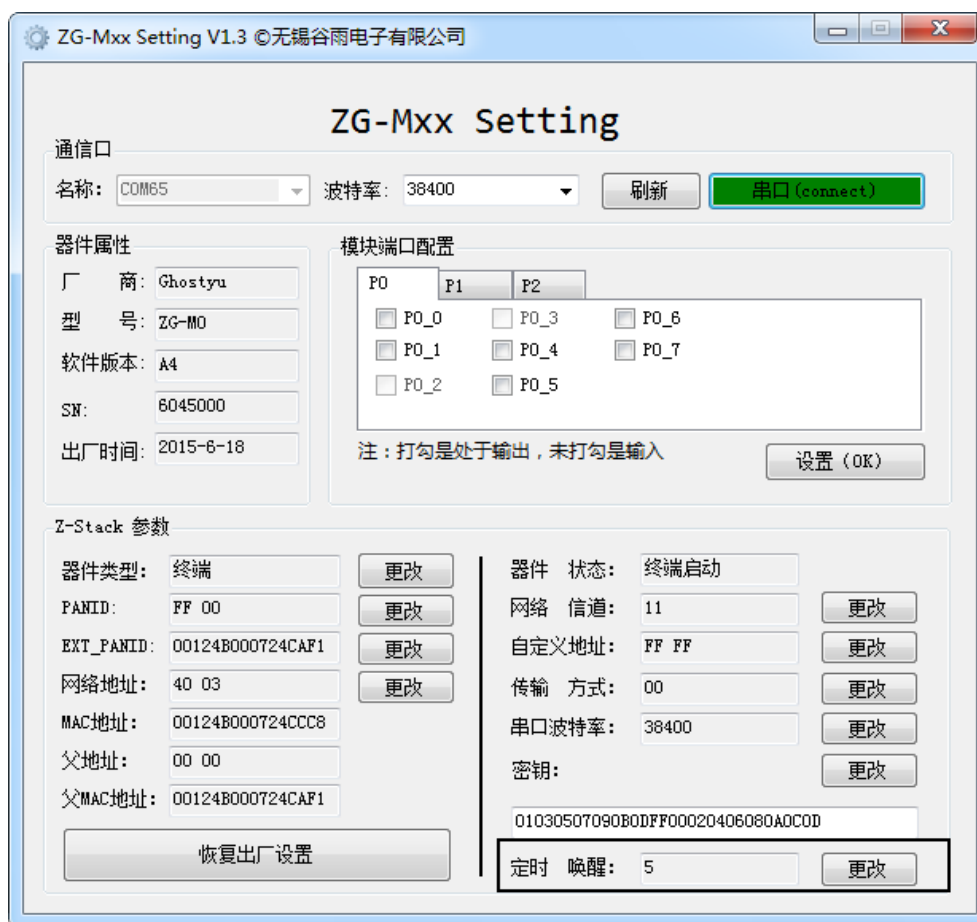 ZG-Mxx Setting V1.3 ©无锡谷雨电子有限公司
ZG-Mxx Setting
通信口
名称: COM65 波特率: 38400 刷新 串口(connect)
器件属性
厂 商: Ghostyu
型 号: ZG-M0
软件版本: A4
SN: 6045000
出厂时间: 2015-6-18
模块端口配置
P0 P1 P2
P0_0 P0_3 P0_6
P0_1 P0_4 P0_7
P0_2 P0_5
注：打勾是处于输出，未打勾是输入
设置 (OK)
Z-Stack 参数
器件类型: 终端 更改
PANID: FF 00 更改
EXT_PANID: 00124B000724CAF1 更改
网络地址: 40 03 更改
MAC地址: 00124B000724CCC8
父地址: 00 00
父MAC地址: 00124B000724CAF1
恢复出厂设置
器件 状态: 终端启动
网络 信道: 11 更改
自定义地址: FF FF 更改
传输 方式: 00 更改
串口波特率: 38400 更改
密钥: 更改
01030507090B0DFF00020406080A0C0D
定时 唤醒: 5 更改